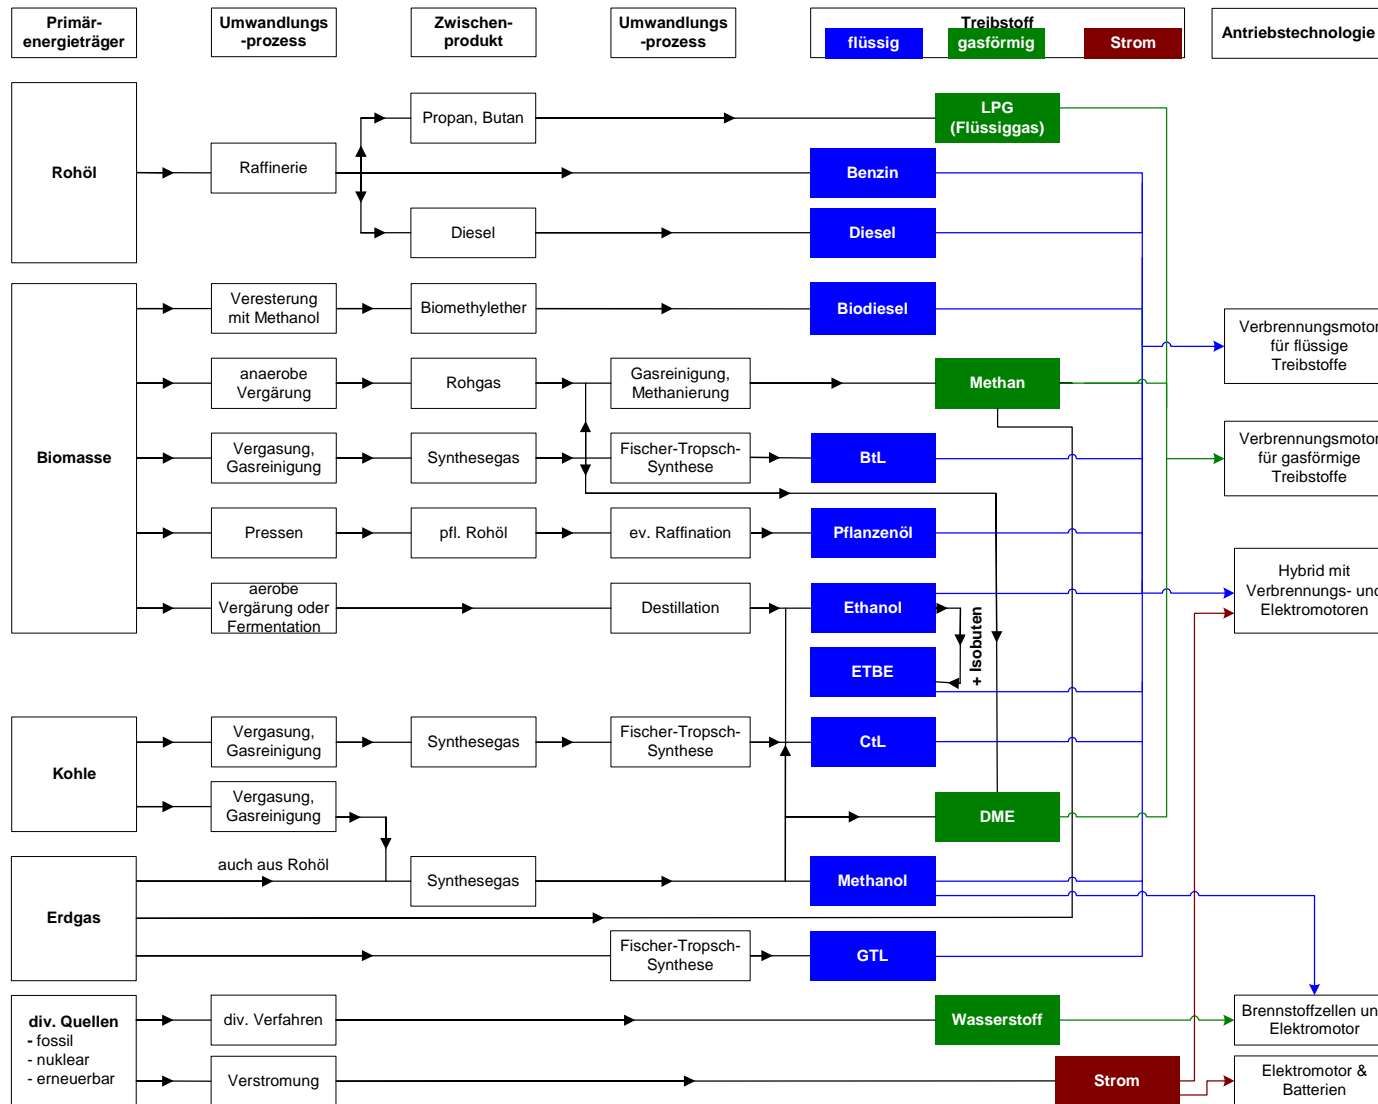 Primär-
energieträger
Umwandlungs
-prozess
Zwischen-
produkt
Umwandlungs
-prozess
Treibstoff
flüssig
gasförmig
Strom
Antriebstechnologie
Rohöl
Raffinerie
Propan, Butan
LPG
(Flüssiggas)
Benzin
Diesel
Diesel
Biomasse
Veresterung
mit Methanol
Biomethylether
Biodiesel
Verbrennungsmotor
für flüssige
Treibstoffe
anaerobe
Vergärung
Rohgas
Gasreinigung,
Methanierung
Methan
Vergasung,
Gasreinigung
Synthesegas
Fischer-Tropsch-
Synthese
BtL
Verbrennungsmotor
für gasförmige
Treibstoffe
Pressen
pfl. Rohöl
ev. Raffination
Pflanzenöl
aerobe
Vergärung oder
Fermentation
Destillation
Ethanol
+ Isobuten
ETBE
Hybrid mit
Verbrennungs- und
Elektromotoren
Kohle
Vergasung,
Gasreinigung
Synthesegas
Fischer-Tropsch-
Synthese
CtL
Vergasung,
Gasreinigung
DME
Erdgas
auch aus Rohöl
Synthesegas
Methanol
Fischer-Tropsch-
Synthese
GTL
div. Quellen
- fossil
- nuklear
- erneuerbar
div. Verfahren
Wasserstoff
Brennstoffzellen un
Elektromotor
Verstromung
Strom
Elektromotor &
Batterien